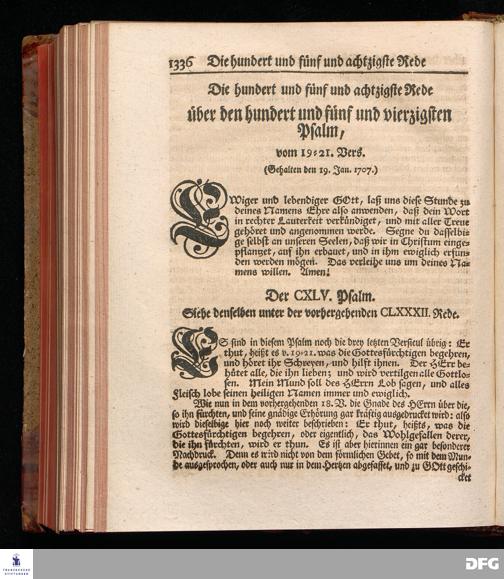 1336 Die hundert und fünf und achtzigste Rede
Die hundert und fünf und achtzigste Rede
über den hundert und fünf und vierzigsten
Psalm,
vom 19-21. Vers.
(Gehalten den 19. Jan. 1707.)
EWiger und lebendiger GOtt, laß uns diese Stunde zu
deines Namens Ehre also anwenden, daß dein Wort
in rechter Lauterkeit verkündiget, und mit aller Treue
gehöret und angenommen werde. Segne du dasselbi-
ge selbst an unseren Seelen, daß wir in Christum einge-
pflanzet, auf ihn erbauet, und in ihm ewiglich erfun-
den werden mögen. Das verleihe uns um deines Na-
mens willen. Amen!
Der CXLV. Psalm.
Siehe denselben unter der vorhergehenden CLXXXII. Rede.
ES sind in diesem Psalm noch die drey letzten Versicul übrig: Er
thut, heißt es v. 19-21. was die Gottesfürchtigen begehren,
und höret ihr Schreyen, und hilft ihnen. Der HErr be-
hütet alle, die ihn lieben; und wird vertilgen alle Gottlo-
sen. Mein Mund soll des HErrn Lob sagen, und alles
Fleisch lobe seinen heiligen Namen immer und ewiglich.
Wie nun in dem vorhergehenden 18. V. die Gnade des HErrn über die,
so ihn fürchten, und seine gnädige Erhörung gar kräftig ausgedrucket wird: also
wird dieselbige hier noch weiter beschrieben: Er thut, heißts, was die
Gottesfürchtigen begehren, oder eigentlich, das Wohlgefallen derer,
die ihn fürchten, wird er thun. Es ist aber hierinnen ein gar besonderer
Nachdruck. Denn es wird nicht von dem förmlichen Gebet, so mit dem Mun-
de ausgesprochen, oder auch nur in dem Hertzen abgefasset, und zu GOtt geschi-
cket
FRANCKESCHE
STIFTUNGEN
DFG